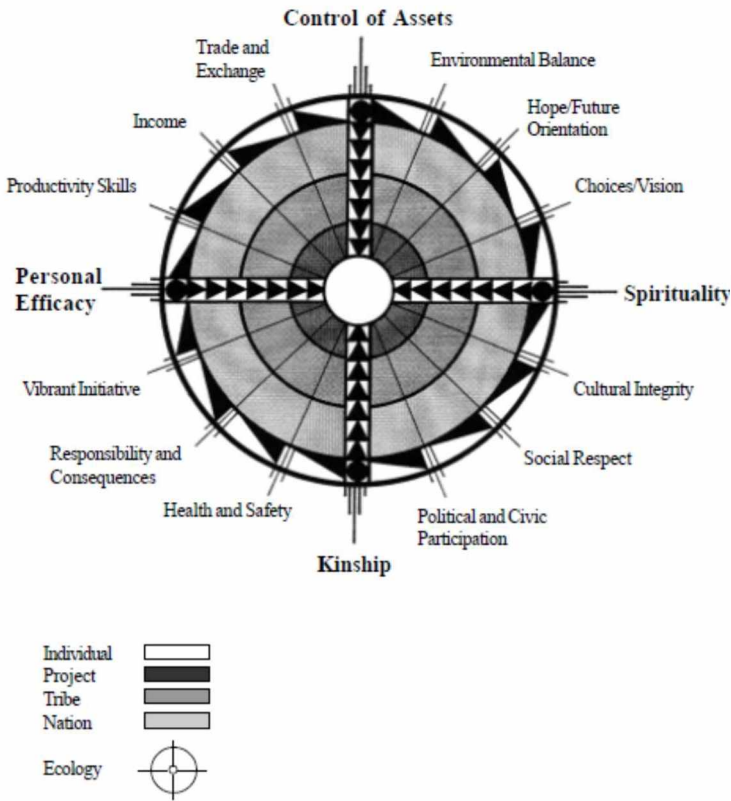 Control of Assets
Trade and
Exchange
Environmental Balance
Income
Hope/Future
Orientation
Productivity Skills
Choices/Vision
Personal
Efficacy
Spirituality
Vibrant Initiative
Cultural Integrity
Responsibility and
Consequences
Social Respect
Health and Safety
Political and Civic
Participation
Kinship
Individual
Project
Tribe
Nation
Ecology